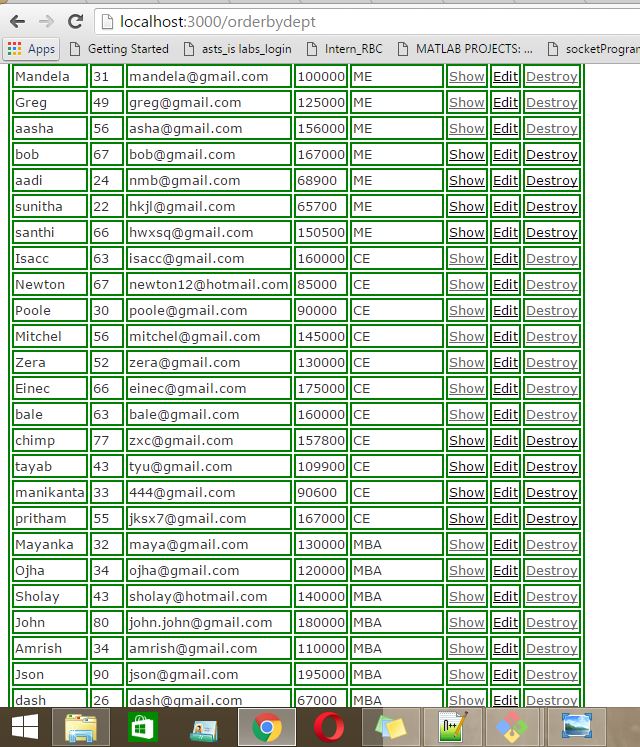 localhost:3000/orderbydept
Apps Getting Started asts_is labs_login Intern_RBC MATLAB PROJECTS: ... socketProgran
Mandela 31 mandela@gmail.com 100000 ME Show Edit Destroy
Greg 49 greg@gmail.com 125000 ME Show Edit Destroy
aasha 56 asha@gmail.com 156000 ME Show Edit Destroy
bob 67 bob@gmail.com 167000 ME Show Edit Destroy
aadi 24 nmb@gmail.com 68900 ME Show Edit Destroy
sunitha 22 hkjl@gmail.com 65700 ME Show Edit Destroy
santhi 66 hwxsq@gmail.com 150500 ME Show Edit Destroy
Isacc 63 isacc@gmail.com 160000 CE Show Edit Destroy
Newton 67 newton12@hotmail.com 85000 CE Show Edit Destroy
Poole 30 poole@gmail.com 90000 CE Show Edit Destroy
Mitchel 56 mitchel@gmail.com 145000 CE Show Edit Destroy
Zera 52 zera@gmail.com 130000 CE Show Edit Destroy
Einec 66 einec@gmail.com 175000 CE Show Edit Destroy
bale 63 bale@gmail.com 160000 CE Show Edit Destroy
chimp 77 zxc@gmail.com 157800 CE Show Edit Destroy
tayab 43 tyu@gmail.com 109900 CE Show Edit Destroy
manikanta 33 444@gmail.com 90600 CE Show Edit Destroy
pritham 55 jksx7@gmail.com 167000 CE Show Edit Destroy
Mayanka 32 maya@gmail.com 130000 MBA Show Edit Destroy
Ojha 34 ojha@gmail.com 120000 MBA Show Edit Destroy
Sholay 43 sholay@hotmail.com 140000 MBA Show Edit Destroy
John 80 john.john@gmail.com 180000 MBA Show Edit Destroy
Amrish 34 amrish@gmail.com 110000 MBA Show Edit Destroy
Json 90 json@gmail.com 195000 MBA Show Edit Destroy
dash 26 dash@gmail.com 67000 MBA Show Edit Destroy